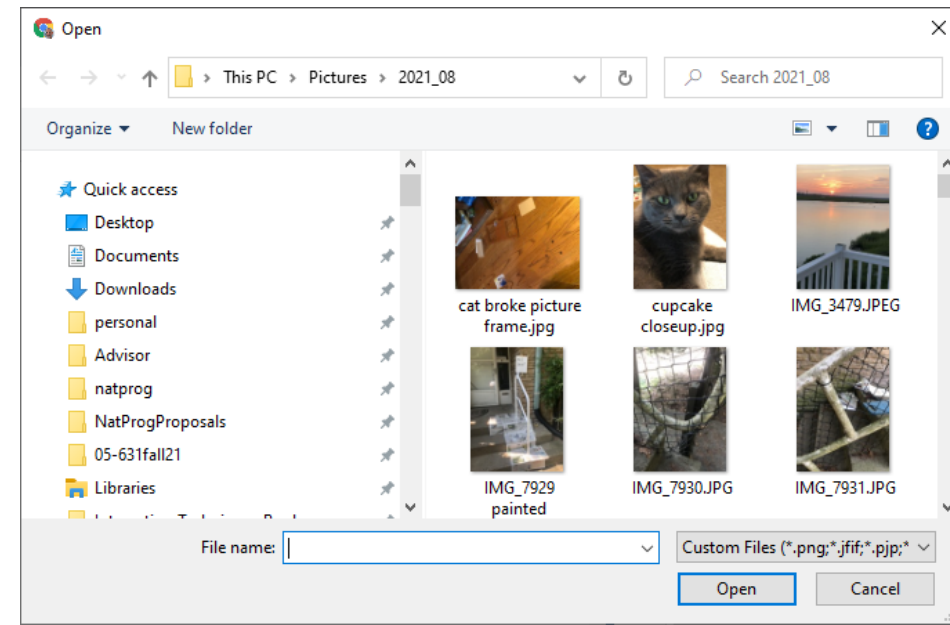 Open
This PC > Pictures > 2021_08
Search 2021_08
Organize
New folder
?
Quick access
Desktop
Documents
Downloads
personal
Advisor
natprog
NatProgProposals
05-631fall21
Libraries
cat broke picture
frame.jpg
cupcake
closeup.jpg
IMG_3479.JPEG
IMG_7929
painted
IMG_7930.JPG
IMG_7931.JPG
File name:
Custom Files (*.png;*.jfif;*.pjp;*
Open
Cancel